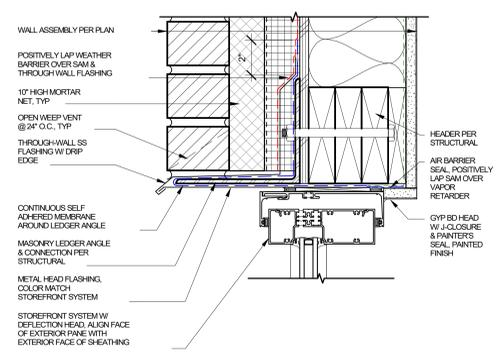 WALL ASSEMBLY PER PLAN
POSITIVELY LAP WEATHER
BARRIER OVER SAM &
THROUGH WALL FLASHING
10" HIGH MORTAR
NET, TYP
OPEN WEEP VENT
@ 24" O.C., TYP
THROUGH-WALL SS
FLASHING W/ DRIP
EDGE
CONTINUOUS SELF
ADHERED MEMBRANE
AROUND LEDGER ANGLE
MASONRY LEDGER ANGLE
& CONNECTION PER
STRUCTURAL
METAL HEAD FLASHING,
COLOR MATCH
STOREFRONT SYSTEM
STOREFRONT SYSTEM W/
DEFLECTION HEAD, ALIGN FACE
OF EXTERIOR PANE WITH
EXTERIOR FACE OF SHEATHING
2"
HEADER PER
STRUCTURAL
AIR BARRIER
SEAL, POSITIVELY
LAP SAM OVER
VAPOR
RETARDER
GYP BD HEAD
W/ J-CLOSURE
& PAINTER'S
SEAL, PAINTED
FINISH